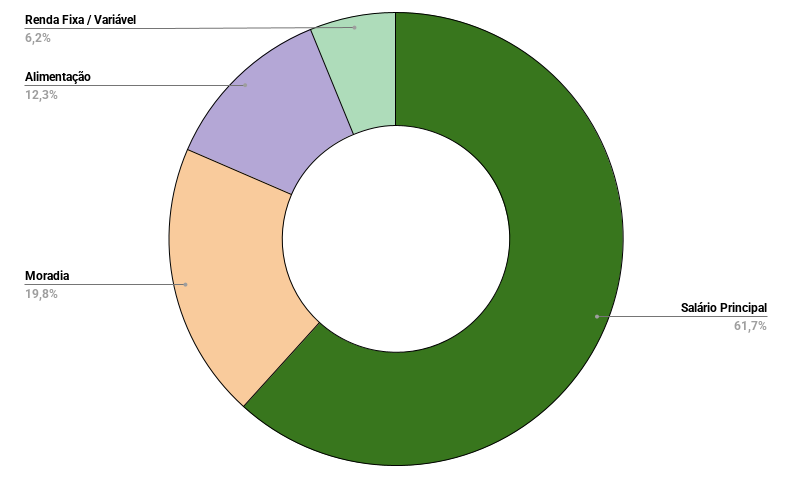 Renda Fixa / Variável
6,2%
Alimentação
12,3%
Moradia
19,8%
Salário Principal
61,7%